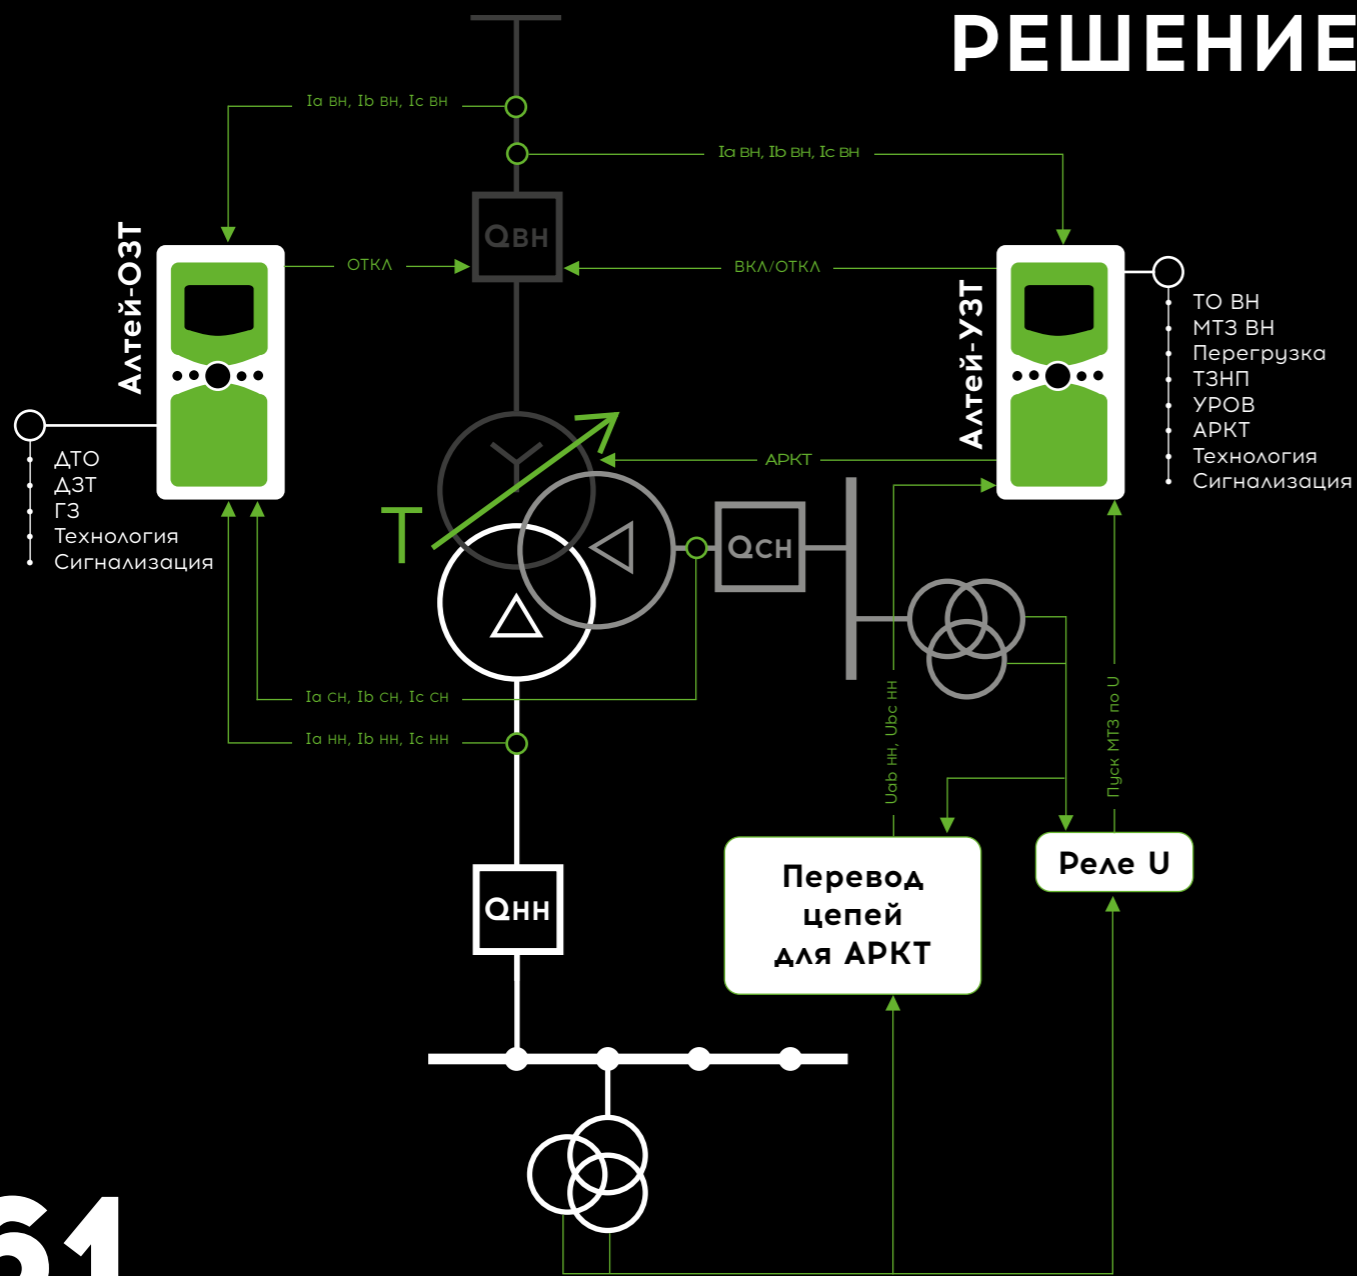 РЕШЕНИЕ
Ia ВН, Ib ВН, Ic ВН
Ia ВН, Ib ВН, Ic ВН
QВН
ОТКЛ
ВКЛ/ОТКЛ
Алтей-ОЗТ
Алтей-УЗТ
ТО ВН
МТЗ ВН
Перегрузка
ТЗНП
УРОВ
АРКТ
Технология
Сигнализация
АРКТ
ДТО
ДЗТ
ГЗ
Технология
Сигнализация
Т
QСН
Ia СН, Ib СН, Ic СН
Ia НН, Ib НН, Ic НН
Uab НН, Ubc НН
Пуск МТЗ по U
Перевод
цепей
для АРКТ
Реле U
QНН
61